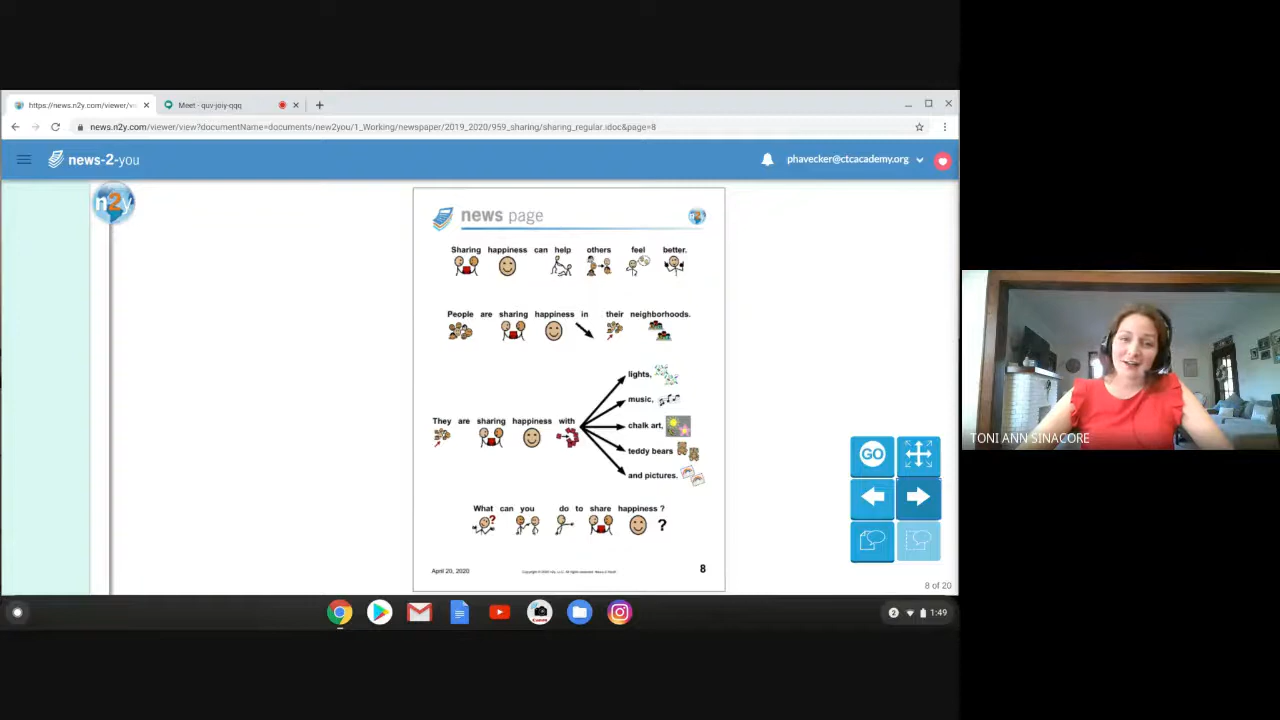 https://news.n2y.com/viewer/vi
Meet - quv-joiy-qqq
news.n2y.com/viewer/view?documentName=documents/new2you/1_Working/newspaper/2019_2020/959_sharing/sharing_regular.idoc&page=8
news-2-you
phavecker@ctcacademy.org
n2y
news page
Sharing happiness can help others feel better.
People are sharing happiness in their neighborhoods.
lights,
music,
chalk art,
They are sharing happiness with
teddy bears
and pictures.
What can you do to share happiness ?
?
April 20, 2020
8
GO
8 of 20
TONI ANN SINACORE
2
1:49